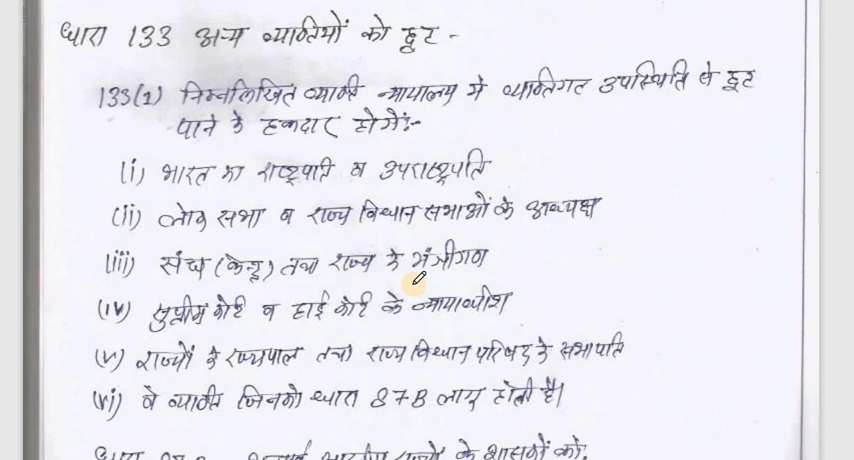 धारा 133 अन्य व्यक्तियों को छूट -
133(1) निम्नलिखित व्यक्ति न्यायालय मे व्यक्तिगत उपस्थिति से छूट
पाने के हकदार होगें:-
(i) भारत का राष्ट्रपति व उपराष्ट्रपति
(ii) लोक सभा व राज्य विधान सभाओं के अध्यक्ष
(iii) संघ (केन्द्र) तथा राज्य के मंत्रीगण
(iv) सुप्रीम कोर्ट व हाई कोर्ट के न्यायाधीश
(v) राज्यों के राज्यपाल तथा राज्य विधान परिषद के सभापति
(vi) वे व्यक्ति जिनको धारा 87B लागू होती है।
धारा के शासकों को.